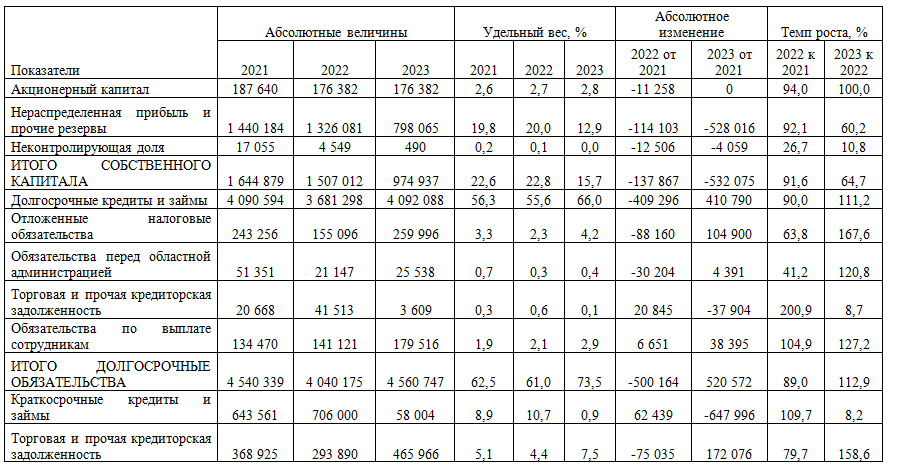 Показатели Абсолютные величины Удельный вес, % Абсолютное изменение Темп роста, %
2021 2022 2023 2021 2022 2023 2022 от 2021 2023 от 2021 2022 к 2021 2023 к 2022
Акционерный капитал 187 640 176 382 176 382 2,6 2,7 2,8 -11 258 0 94,0 100,0
Нераспределенная прибыль и
прочие резервы 1 440 184 1 326 081 798 065 19,8 20,0 12,9 -114 103 -528 016 92,1 60,2
Неконтролирующая доля 17 055 4 549 490 0,2 0,1 0,0 -12 506 -4 059 26,7 10,8
ИТОГО СОБСТВЕННОГО
КАПИТАЛА 1 644 879 1 507 012 974 937 22,6 22,8 15,7 -137 867 -532 075 91,6 64,7
Долгосрочные кредиты и займы 4 090 594 3 681 298 4 092 088 56,3 55,6 66,0 -409 296 410 790 90,0 111,2
Отложенные налоговые
обязательства 243 256 155 096 259 996 3,3 2,3 4,2 -88 160 104 900 63,8 167,6
Обязательства перед областной
администрацией 51 351 21 147 25 538 0,7 0,3 0,4 -30 204 4 391 41,2 120,8
Торговая и прочая кредиторская
задолженность 20 668 41 513 3 609 0,3 0,6 0,1 20 845 -37 904 200,9 8,7
Обязательства по выплате
сотрудникам 134 470 141 121 179 516 1,9 2,1 2,9 6 651 38 395 104,9 127,2
ИТОГО ДОЛГОСРОЧНЫЕ
ОБЯЗАТЕЛЬСТВА 4 540 339 4 040 175 4 560 747 62,5 61,0 73,5 -500 164 520 572 89,0 112,9
Краткосрочные кредиты и
займы 643 561 706 000 58 004 8,9 10,7 0,9 62 439 -647 996 109,7 8,2
Торговая и прочая кредиторская
задолженность 368 925 293 890 465 966 5,1 4,4 7,5 -75 035 172 076 79,7 158,6